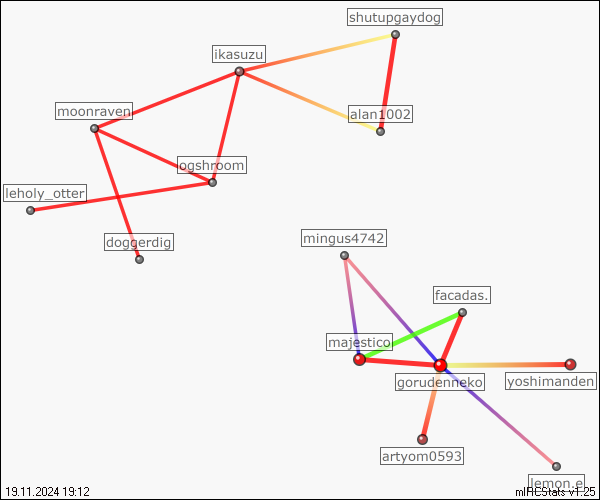 shutupgaydog
ikasuzu
moonraven
alan1002
ogshroom
leholy_otter
doggerdig
mingus4742
facadas.
majestico
gorudenneko
yoshimanden
artyom0593
lemon.e
19.11.2024 19:12
mIRCStats v1.25